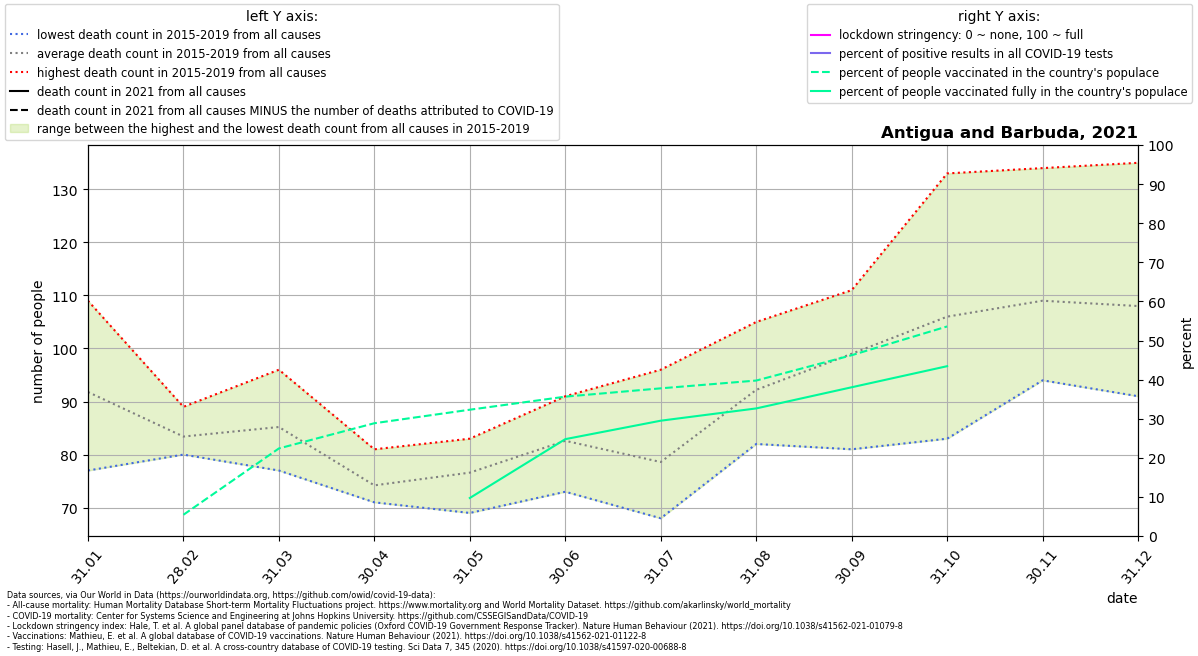 left Y axis:
lowest death count in 2015-2019 from all causes
average death count in 2015-2019 from all causes
highest death count in 2015-2019 from all causes
death count in 2021 from all causes
death count in 2021 from all causes MINUS the number of deaths attributed to COVID-19
range between the highest and the lowest death count from all causes in 2015-2019
right Y axis:
lockdown stringency: 0 ~ none, 100 ~ full
percent of positive results in all COVID-19 tests
percent of people vaccinated in the country's populace
percent of people vaccinated fully in the country's populace
Antigua and Barbuda, 2021
number of people
130
120
110
100
90
80
70
100
90
80
70
60
50
40
30
20
10
0
percent
31.01
28.02
31.03
30.04
31.05
30.06
31.07
31.08
30.09
31.10
30.11
31.12
date
Data sources, via Our World in Data (https://ourworldindata.org, https://github.com/owid/covid-19-data):
- All-cause mortality: Human Mortality Database Short-term Mortality Fluctuations project. https://www.mortality.org and World Mortality Dataset. https://github.com/akarlinsky/world_mortality
- COVID-19 mortality: Center for Systems Science and Engineering at Johns Hopkins University. https://github.com/CSSEGISandData/COVID-19
- Lockdown stringency index: Hale, T. et al. A global panel database of pandemic policies (Oxford COVID-19 Government Response Tracker). Nature Human Behaviour (2021). https://doi.org/10.1038/s41562-021-01079-8
- Vaccinations: Mathieu, E. et al. A global database of COVID-19 vaccinations. Nature Human Behaviour (2021). https://doi.org/10.1038/s41562-021-01122-8
- Testing: Hasell, J., Mathieu, E., Beltekian, D. et al. A cross-country database of COVID-19 testing. Sci Data 7, 345 (2020). https://doi.org/10.1038/s41597-020-00688-8